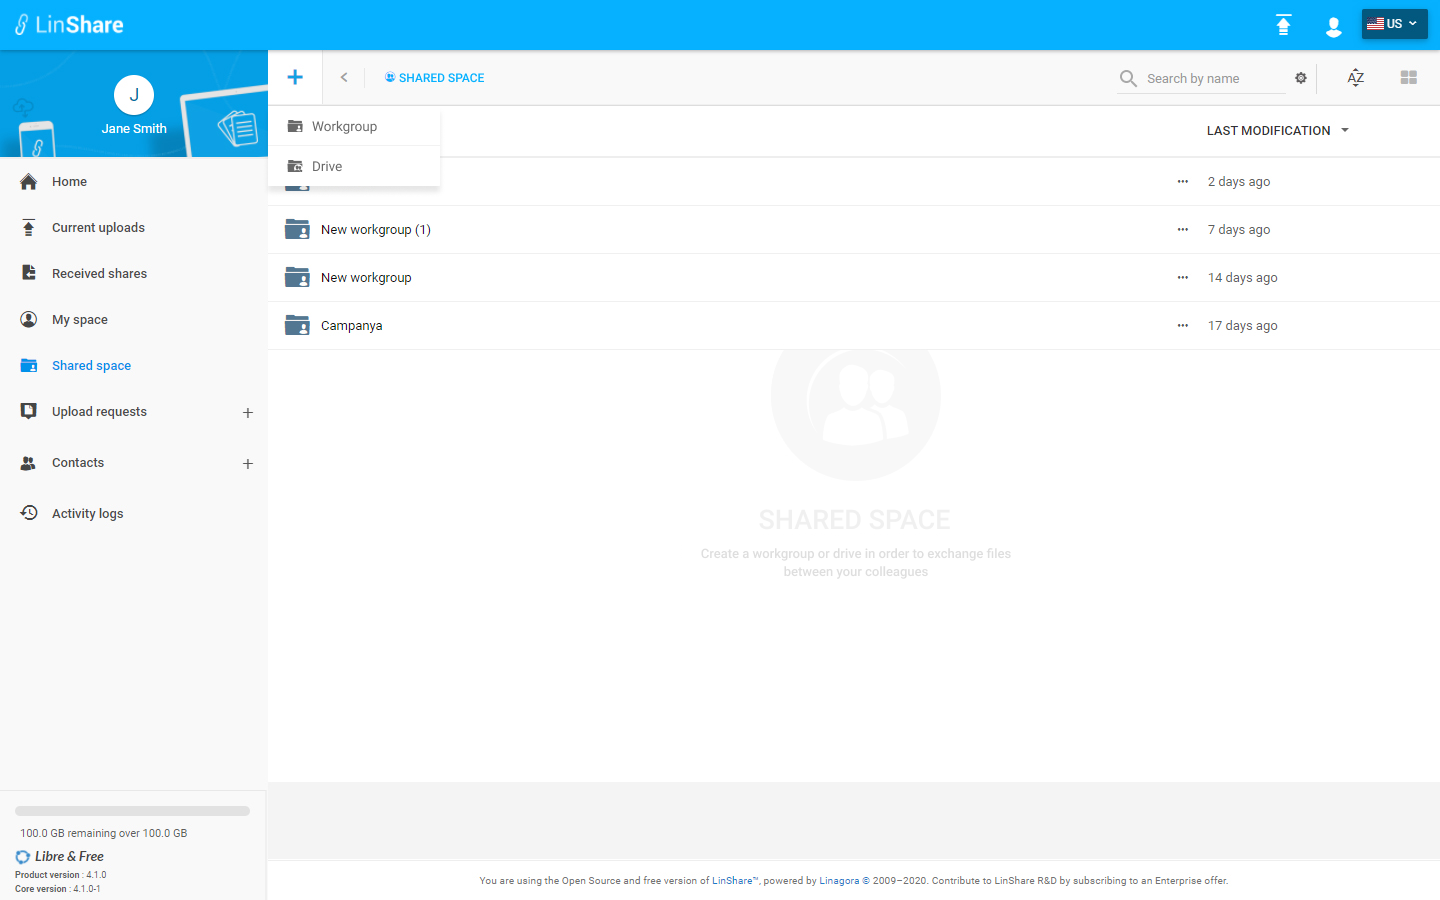 LinShare
US
J
Jane Smith
SHARED SPACE
Search by name
AZ
Workgroup
Drive
LAST MODIFICATION
Home
Current uploads
Received shares
My space
Shared space
Upload requests
Contacts
Activity logs
2 days ago
New workgroup (1)
7 days ago
New workgroup
14 days ago
Campanya
17 days ago
SHARED SPACE
Create a workgroup or drive in order to exchange files
between your colleagues
100.0 GB remaining over 100.0 GB
Libre & Free
Product version : 4.1.0
Core version : 4.1.0-1
You are using the Open Source and free version of LinShare™, powered by Linagora © 2009–2020. Contribute to LinShare R&D by subscribing to an Enterprise offer.